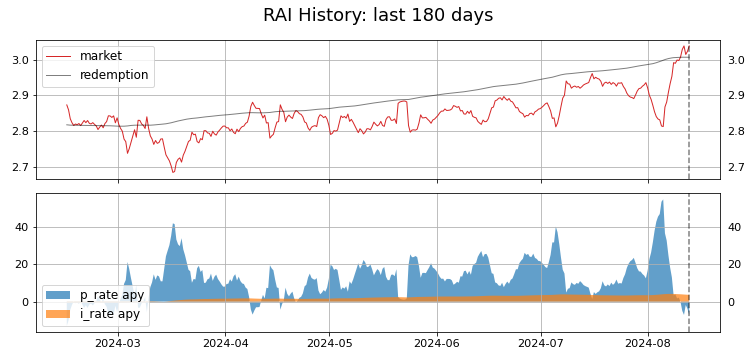 RAI History: last 180 days
market
redemption
3.0 3.0
2.9 2.9
2.8 2.8
2.7 2.7
40 40
20 20
0 0
p_rate apy
i_rate apy
2024-03 2024-04 2024-05 2024-06 2024-07 2024-08